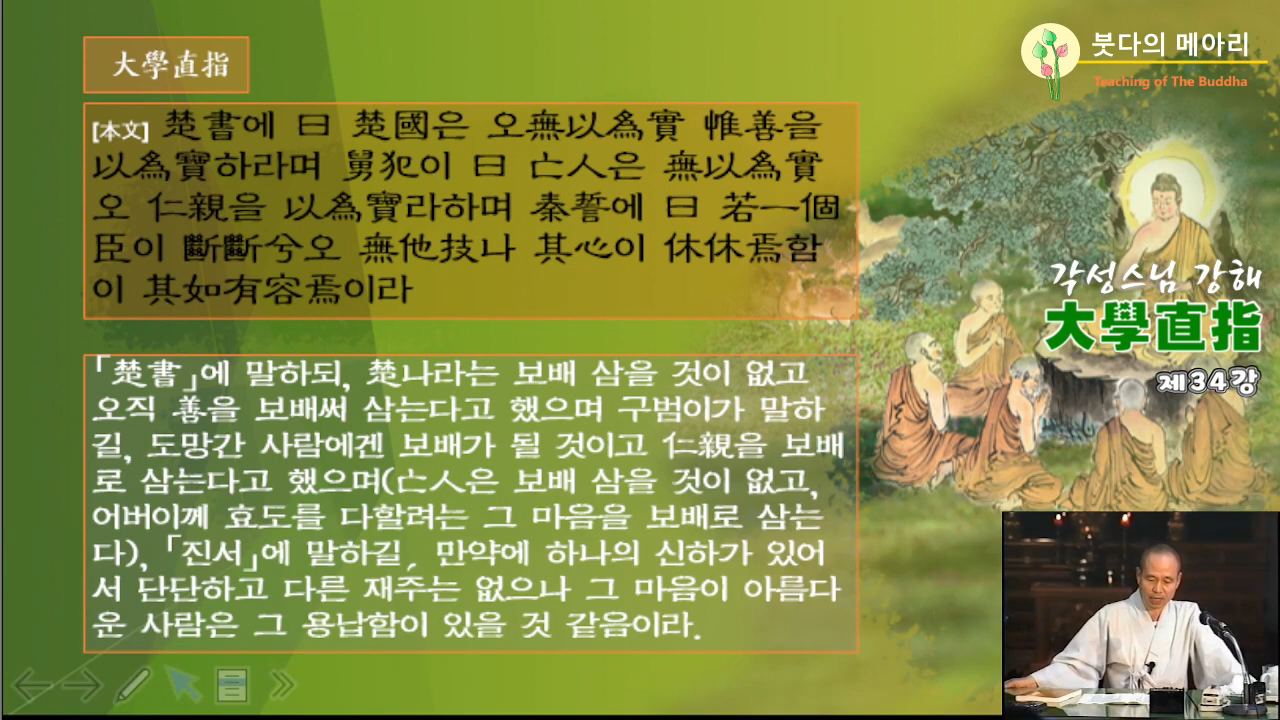 大學直指
[本文] 楚書에 曰 楚國은 오無以為寶 惟善을
以為寶하라며 舅犯이 曰 亡人은 無以為寶
오 仁親을 以為寶라하며 秦誓에 曰 若一個
臣이 斷斷兮오 無他技나 其心이 休休焉함
이 其如有容焉이라
「楚書」에 말하되, 楚나라는 보배 삼을 것이 없고
오직 善을 보배써 삼는다고 했으며 구범이가 말하
길, 도망간 사람에겐 보배가 될 것이고 仁親을 보배
로 삼는다고 했으며(亡人은 보배 삼을 것이 없고,
어버이께 효도를 다할려는 그 마음을 보배로 삼는
다), 「진서」에 말하길, 만약에 하나의 신하가 있어
서 단단하고 다른 재주는 없으나 그 마음이 아름다
운 사람은 그 용납함이 있을 것 같음이라.
붓다의 메아리
Teaching of The Buddha
각성스님 강해
大學直指
제34강